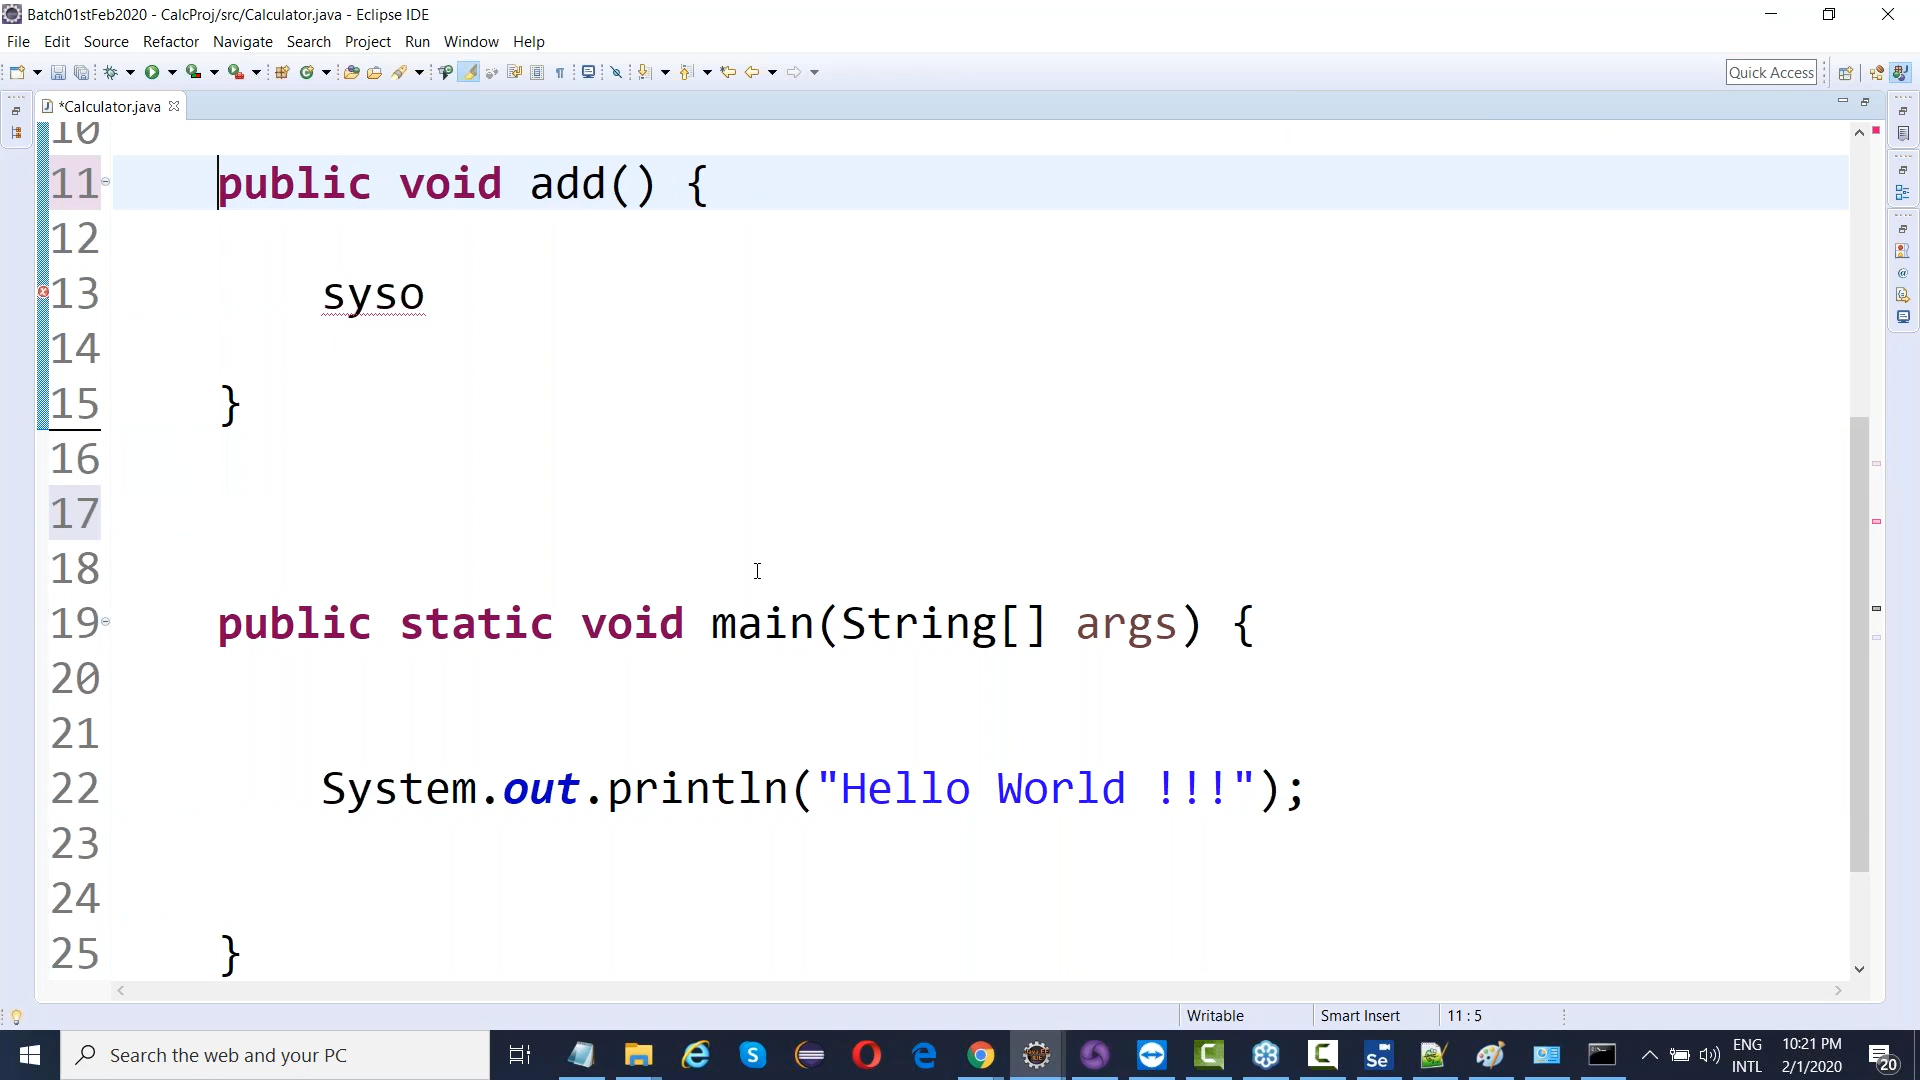 Batch01stFeb2020 - CalcProj/src/Calculator.java - Eclipse IDE
File Edit Source Refactor Navigate Search Project Run Window Help
Quick Access
*Calculator.java
10
11 public void add() {
12
13 syso
14
15 }
16
17
18
19 public static void main(String[] args) {
20
21
22 System.out.println("Hello World !!!");
23
24
25 }
Writable Smart Insert 11 : 5
Search the web and your PC
ENG 10:21 PM
INTL 2/1/2020 20